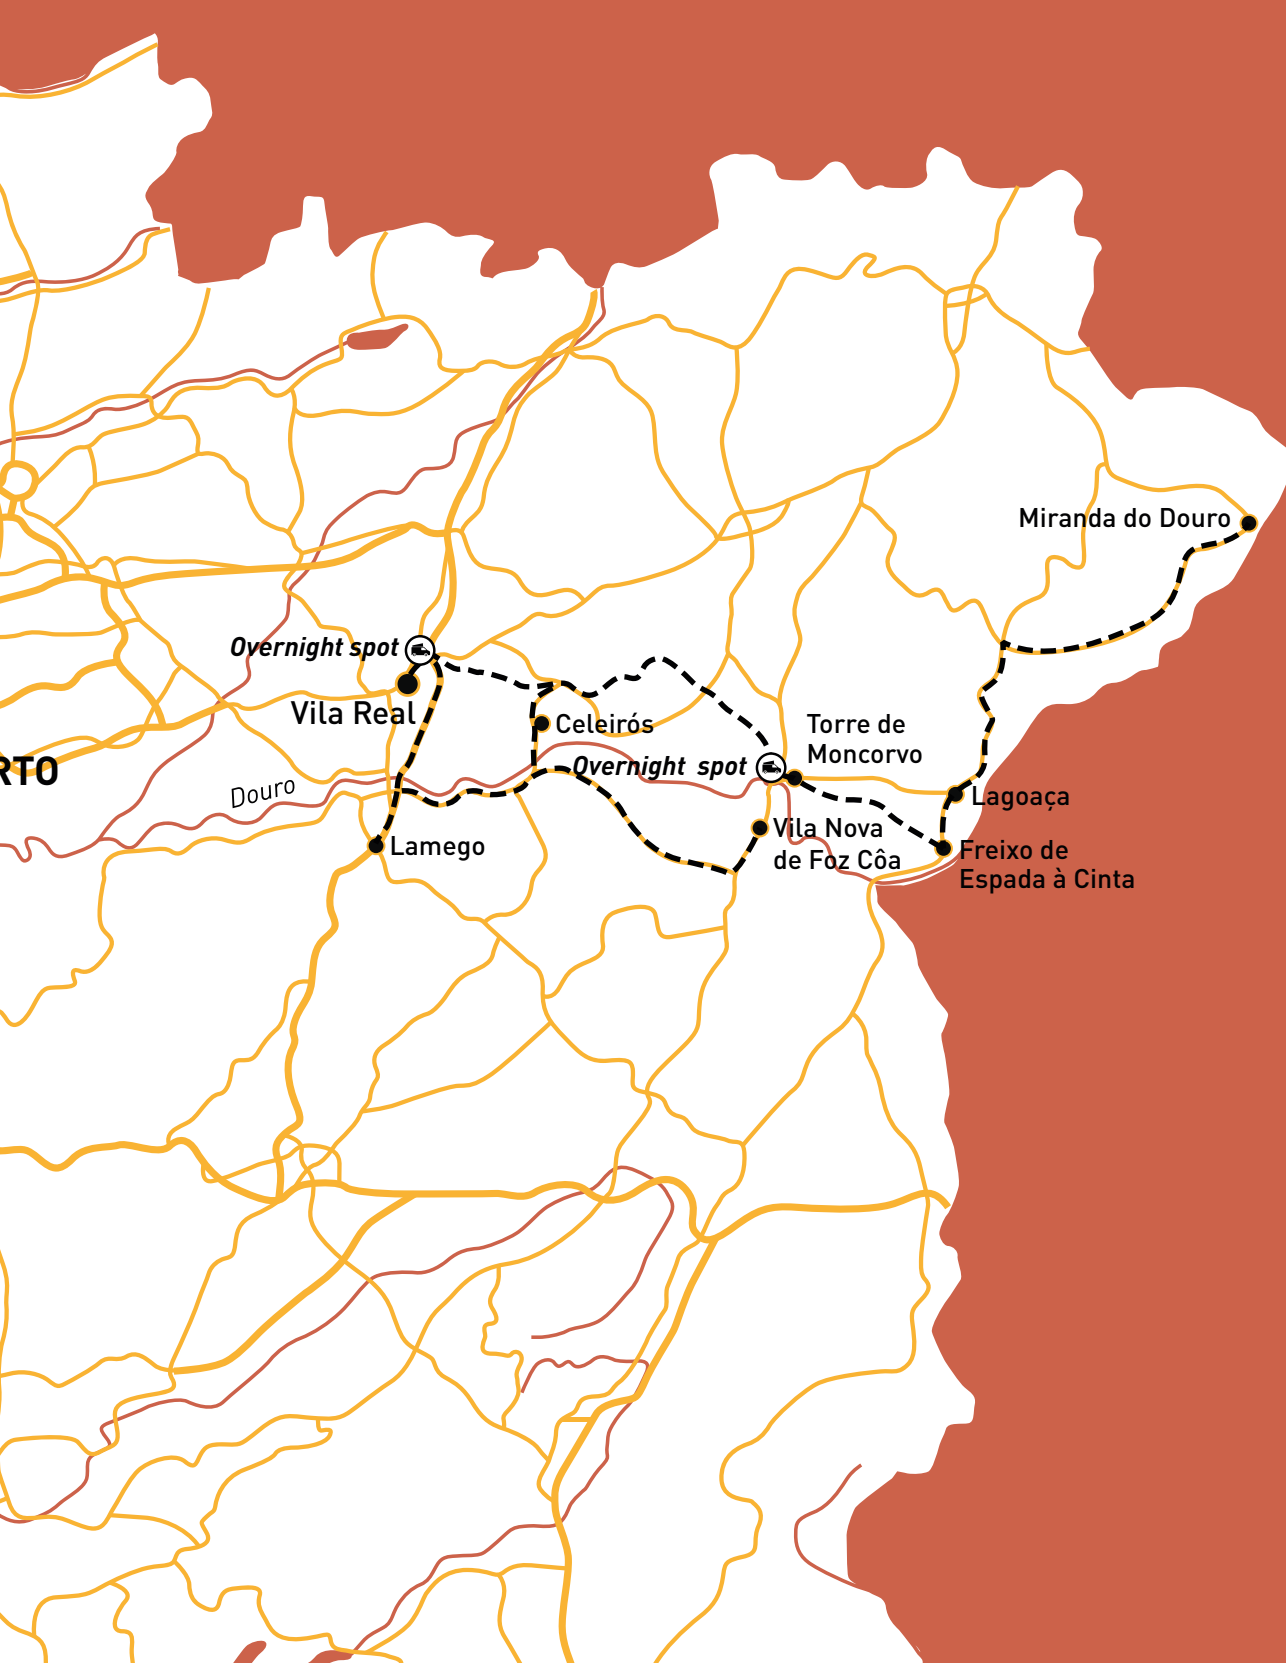 Miranda do Douro
Overnight spot
Vila Real
Celeirós
Torre de
Moncorvo
Overnight spot
RTO
Douro
Lagoaça
Vila Nova
de Foz Côa
Lamego
Freixo de
Espada à Cinta